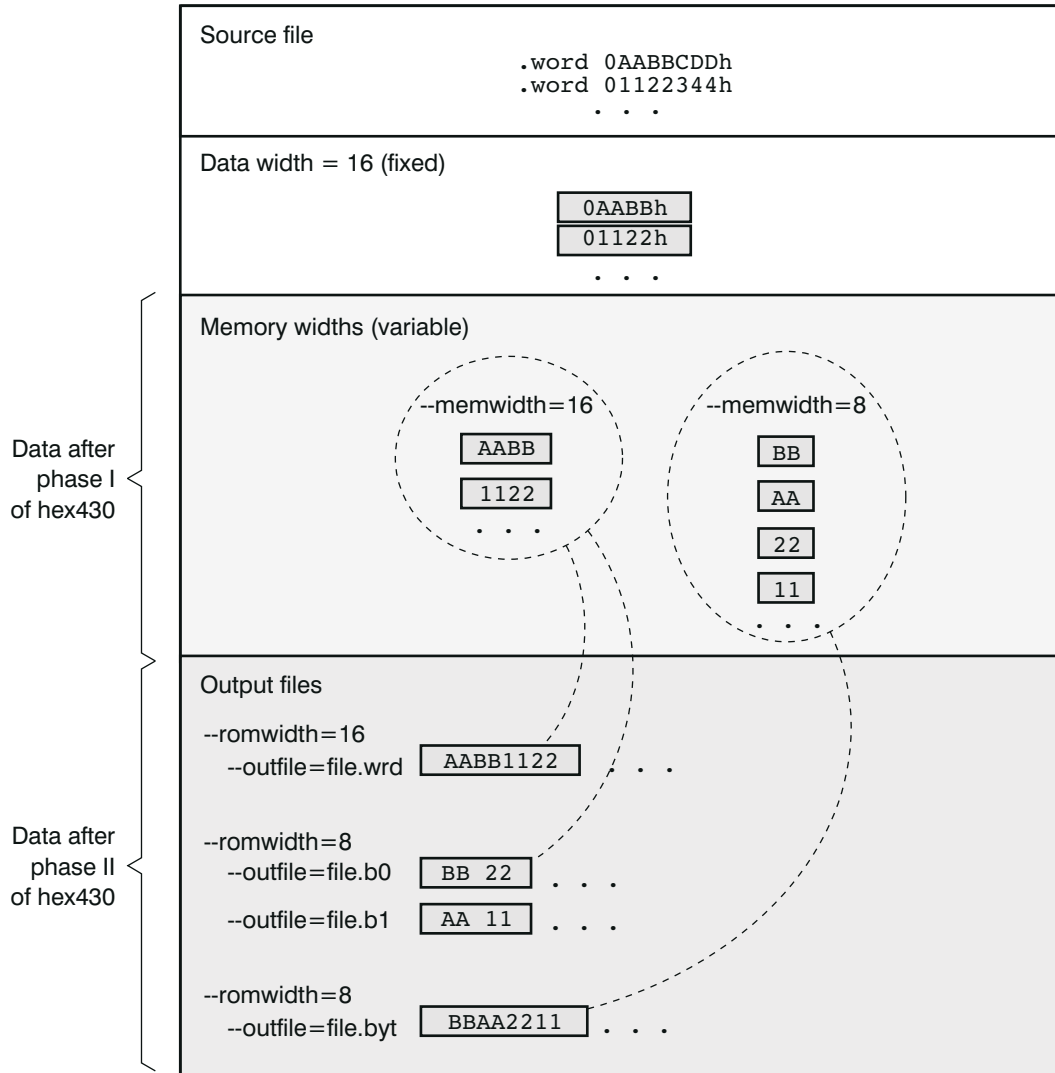 Source file
.word 0AABBCDDh
.word 01122344h
. . .
Data width = 16 (fixed)
0AABBh
01122h
. . .
Data after
phase I
of hex430
Memory widths (variable)
--memwidth=16
AABB
1122
. . .
--memwidth=8
BB
AA
22
11
. . .
Data after
phase II
of hex430
Output files
--romwidth=16
--outfile=file.wrd AABB1122 . . .
--romwidth=8
--outfile=file.b0 BB 22 . . .
--outfile=file.b1 AA 11 . . .
--romwidth=8
--outfile=file.byt BBAA2211 . . .